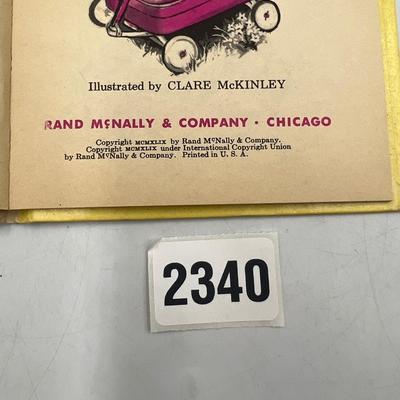 Illustrated by CLARE McKINLEY
RAND McNALLY & COMPANY • CHICAGO
Copyright MCMXLIX by Rand McNally & Company.
Copyright MCMXLIX under International Copyright Union
by Rand McNally & Company. Printed in U. S. A.
2340